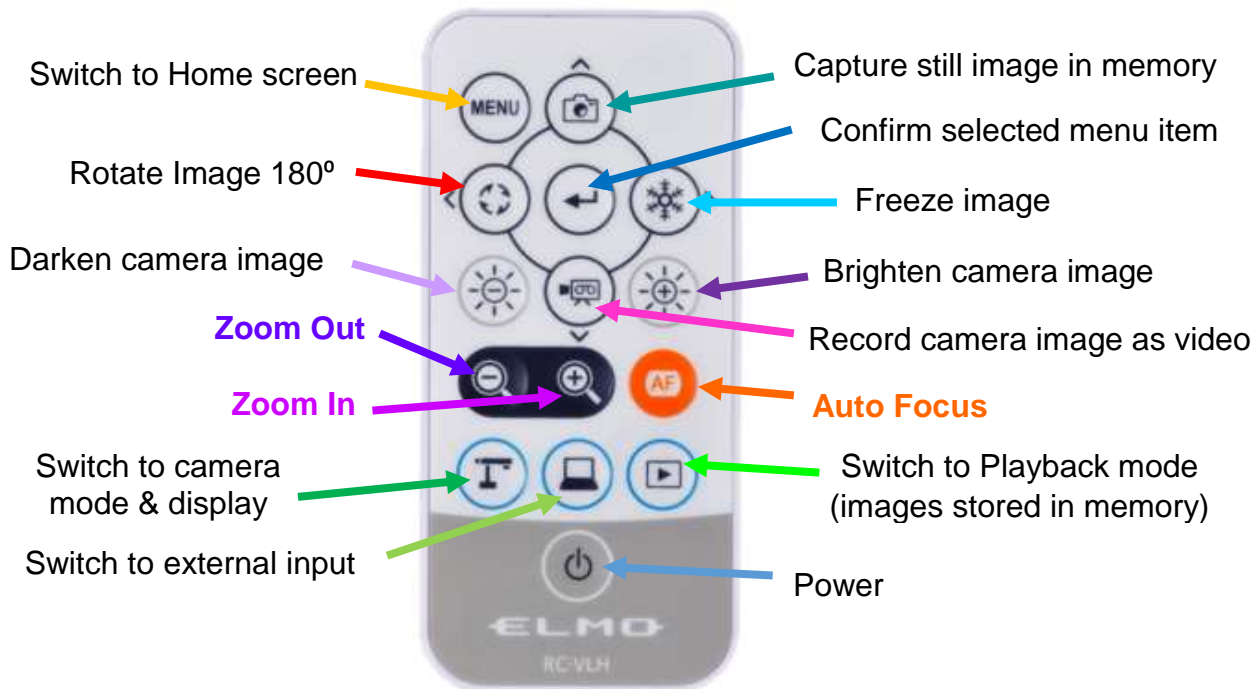 Switch to Home screen
Capture still image in memory
MENU
Confirm selected menu item
Rotate Image 180º
Freeze image
Darken camera image
Brighten camera image
Zoom Out
Record camera image as video
Zoom In
AF
Auto Focus
Switch to camera
mode & display
Switch to Playback mode
(images stored in memory)
Switch to external input
Power
ELMO
RC-VLH